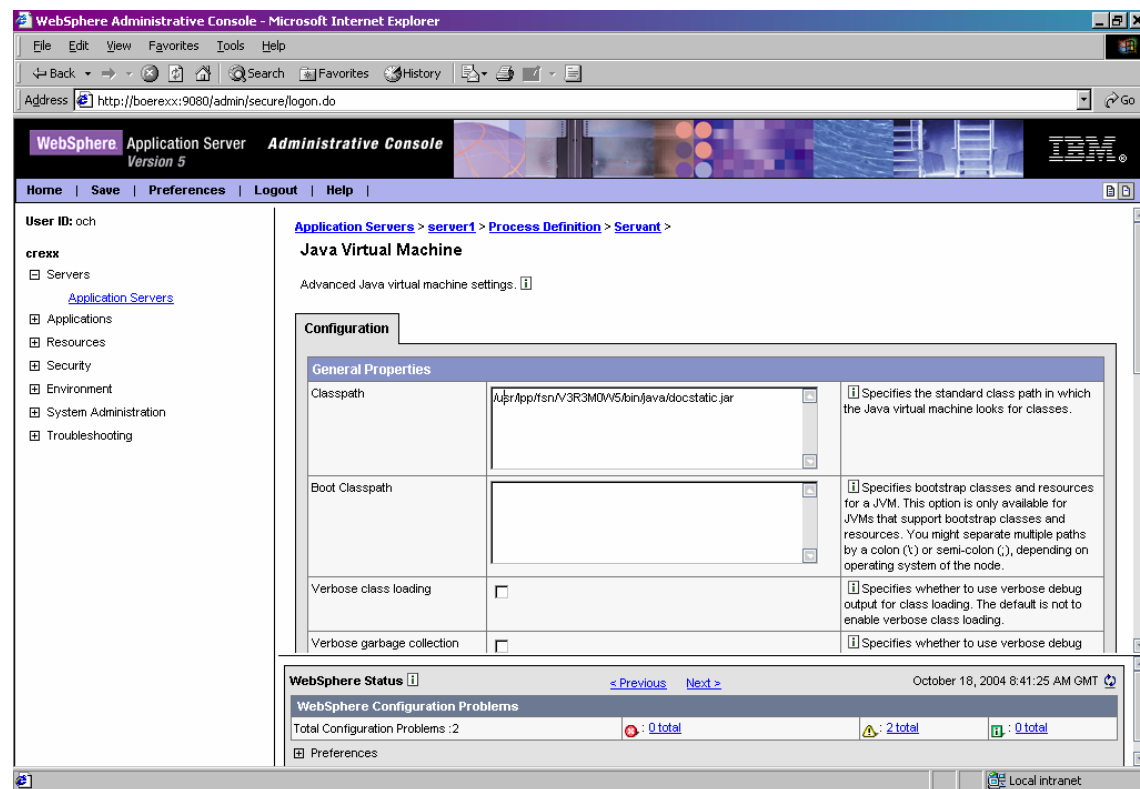 WebSphere Administrative Console - Microsoft Internet Explorer
File Edit View Favorites Tools Help
Back Search Favorites History
Address http://boerexx:9080/admin/secure/logon.do Go
WebSphere Application Server Administrative Console
Version 5
IBM
Home | Save | Preferences | Logout | Help |
User ID: och
crexx
Servers
Application Servers
Applications
Resources
Security
Environment
System Administration
Troubleshooting
Application Servers > server1 > Process Definition > Servant >
Java Virtual Machine
Advanced Java virtual machine settings. i
Configuration
General Properties
Classpath
/usr/lpp/fsn/V3R3M0W5/bin/java/docstatic.jar
i Specifies the standard class path in which
the Java virtual machine looks for classes.
Boot Classpath
i Specifies bootstrap classes and resources
for a JVM. This option is only available for
JVMs that support bootstrap classes and
resources. You might separate multiple paths
by a colon (\:) or semi-colon (;), depending on
operating system of the node.
Verbose class loading
i Specifies whether to use verbose debug
output for class loading. The default is not to
enable verbose class loading.
Verbose garbage collection
i Specifies whether to use verbose debug
WebSphere Status i
< Previous Next >
October 18, 2004 8:41:25 AM GMT
WebSphere Configuration Problems
Total Configuration Problems :2
: 0 total
: 2 total
: 0 total
Preferences
Local intranet